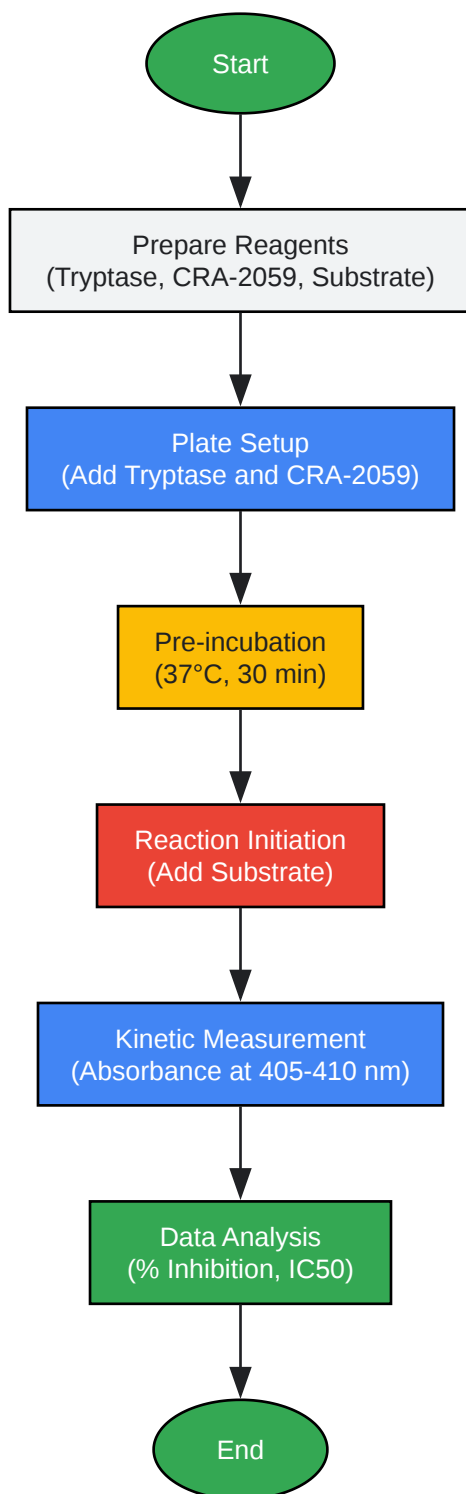 Start
Prepare Reagents
(Tryptase, CRA-2059, Substrate)
Plate Setup
(Add Tryptase and CRA-2059)
Pre-incubation
(37°C, 30 min)
Reaction Initiation
(Add Substrate)
Kinetic Measurement
(Absorbance at 405-410 nm)
Data Analysis
(% Inhibition, IC50)
End